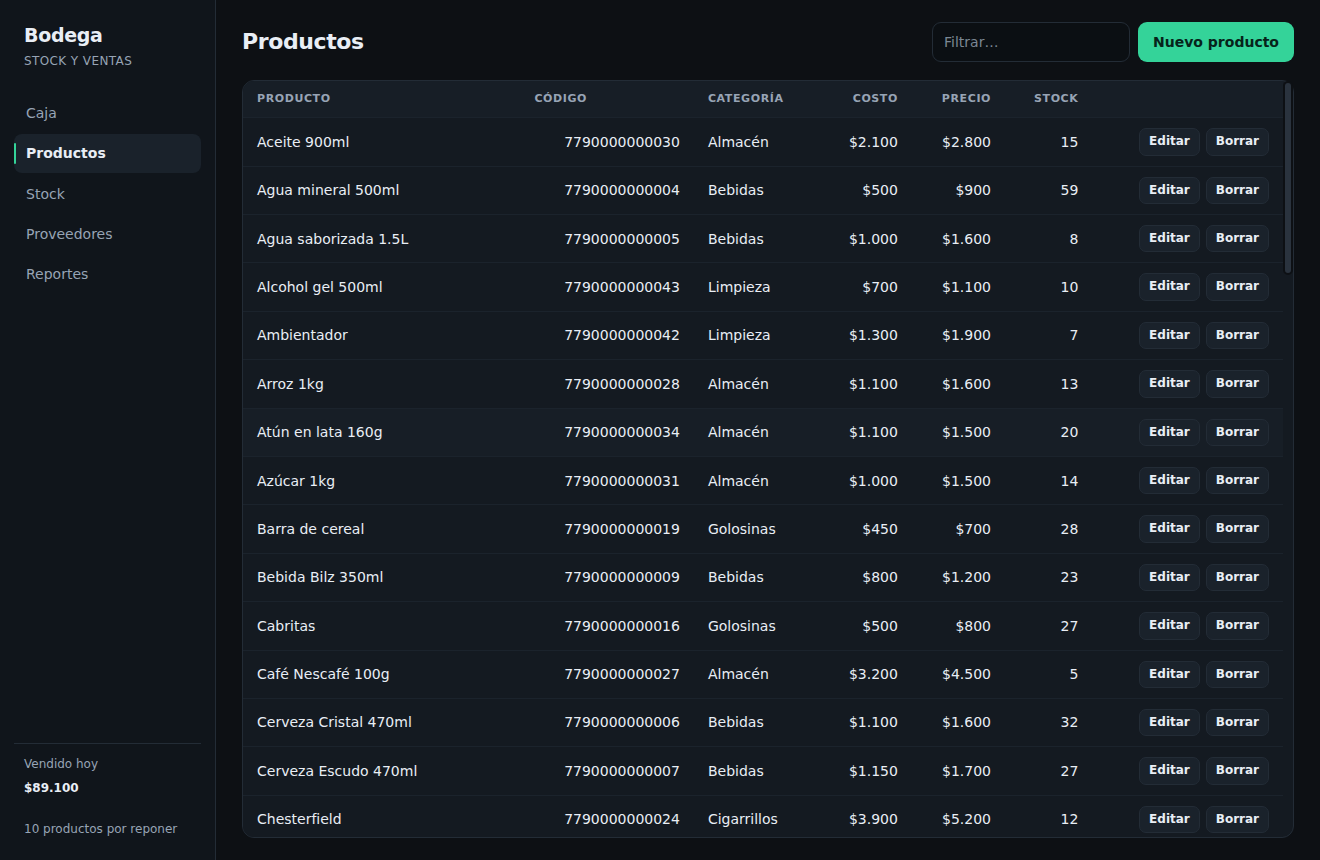 Bodega
STOCK Y VENTAS
Caja
Productos
Stock
Proveedores
Reportes
Vendido hoy
$89.100
10 productos por reponer
Productos
Filtrar…
Nuevo producto
PRODUCTO CÓDIGO CATEGORÍA COSTO PRECIO STOCK
Aceite 900ml 7790000000030 Almacén $2.100 $2.800 15 Editar Borrar
Agua mineral 500ml 7790000000004 Bebidas $500 $900 59 Editar Borrar
Agua saborizada 1.5L 7790000000005 Bebidas $1.000 $1.600 8 Editar Borrar
Alcohol gel 500ml 7790000000043 Limpieza $700 $1.100 10 Editar Borrar
Ambientador 7790000000042 Limpieza $1.300 $1.900 7 Editar Borrar
Arroz 1kg 7790000000028 Almacén $1.100 $1.600 13 Editar Borrar
Atún en lata 160g 7790000000034 Almacén $1.100 $1.500 20 Editar Borrar
Azúcar 1kg 7790000000031 Almacén $1.000 $1.500 14 Editar Borrar
Barra de cereal 7790000000019 Golosinas $450 $700 28 Editar Borrar
Bebida Bilz 350ml 7790000000009 Bebidas $800 $1.200 23 Editar Borrar
Cabritas 7790000000016 Golosinas $500 $800 27 Editar Borrar
Café Nescafé 100g 7790000000027 Almacén $3.200 $4.500 5 Editar Borrar
Cerveza Cristal 470ml 7790000000006 Bebidas $1.100 $1.600 32 Editar Borrar
Cerveza Escudo 470ml 7790000000007 Bebidas $1.150 $1.700 27 Editar Borrar
Chesterfield 7790000000024 Cigarrillos $3.900 $5.200 12 Editar Borrar